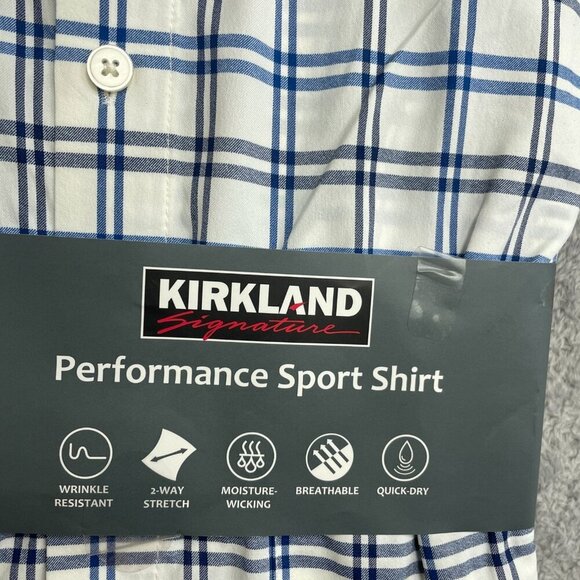 KIRKLAND
Signature
Performance Sport Shirt
WRINKLE
RESISTANT
2-WAY
STRETCH
MOISTURE-
WICKING
BREATHABLE
QUICK-DRY